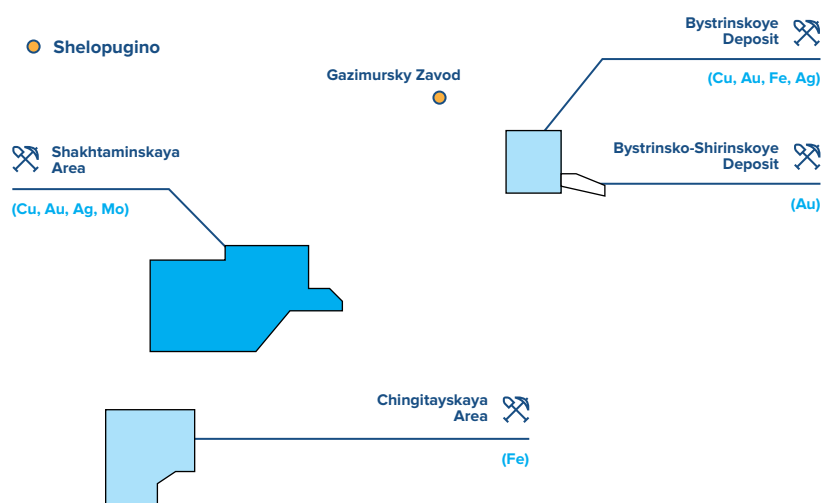 Bystrinskoye
Deposit
(Cu, Au, Fe, Ag)
Shelopugino
Gazimursky Zavod
Shakhtaminskaya
Area
(Cu, Au, Ag, Mo)
Bystrinsko-Shirinskoye
Deposit
(Au)
Chingitayskaya
Area
(Fe)